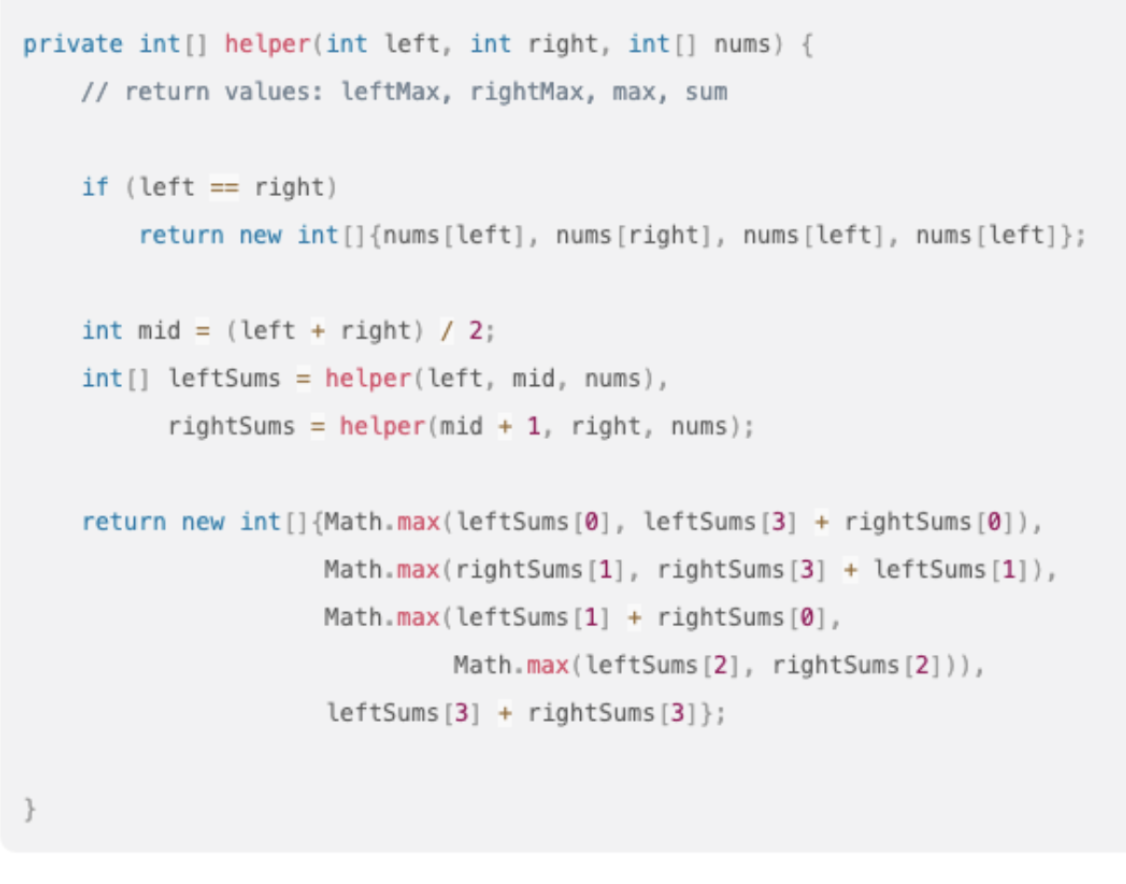 private int[] helper(int left, int right, int[] nums) {
    // return values: leftMax, rightMax, max, sum
    if (left == right)
        return new int[]{nums[left], nums[right], nums[left], nums[left]};
    int mid = (left + right) / 2;
    int[] leftSums = helper(left, mid, nums),
          rightSums = helper(mid + 1, right, nums);
    return new int[]{Math.max(leftSums[0], leftSums[3] + rightSums[0]),
                     Math.max(rightSums[1], rightSums[3] + leftSums[1]),
                     Math.max(leftSums[1] + rightSums[0],
                              Math.max(leftSums[2], rightSums[2])),
                     leftSums[3] + rightSums[3]};
}